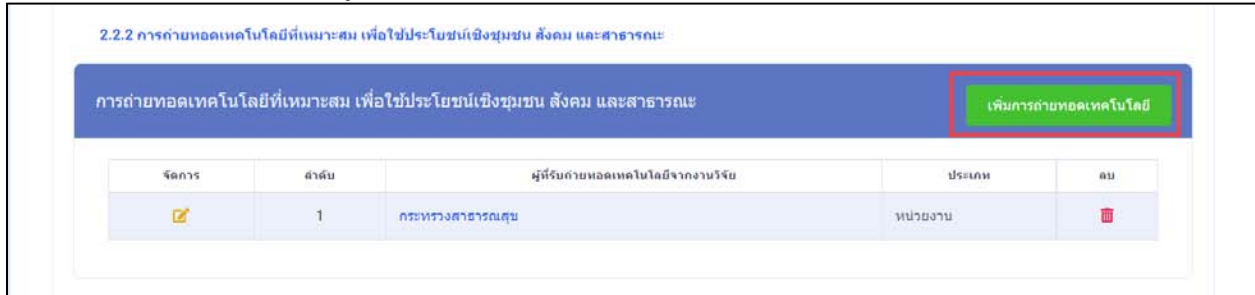 2.2.2 การถ่ายทอดเทคโนโลยีที่เหมาะสม เพื่อใช้ประโยชน์เชิงชุมชน สังคม และสาธารณะ
การถ่ายทอดเทคโนโลยีที่เหมาะสม เพื่อใช้ประโยชน์เชิงชุมชน สังคม และสาธารณะ
เพิ่มการถ่ายทอดเทคโนโลยี
จัดการ ลำดับ ผู้ที่รับถ่ายทอดเทคโนโลยีจากงานวิจัย ประเภท ลบ
1 กระทรวงสาธารณสุข หน่วยงาน